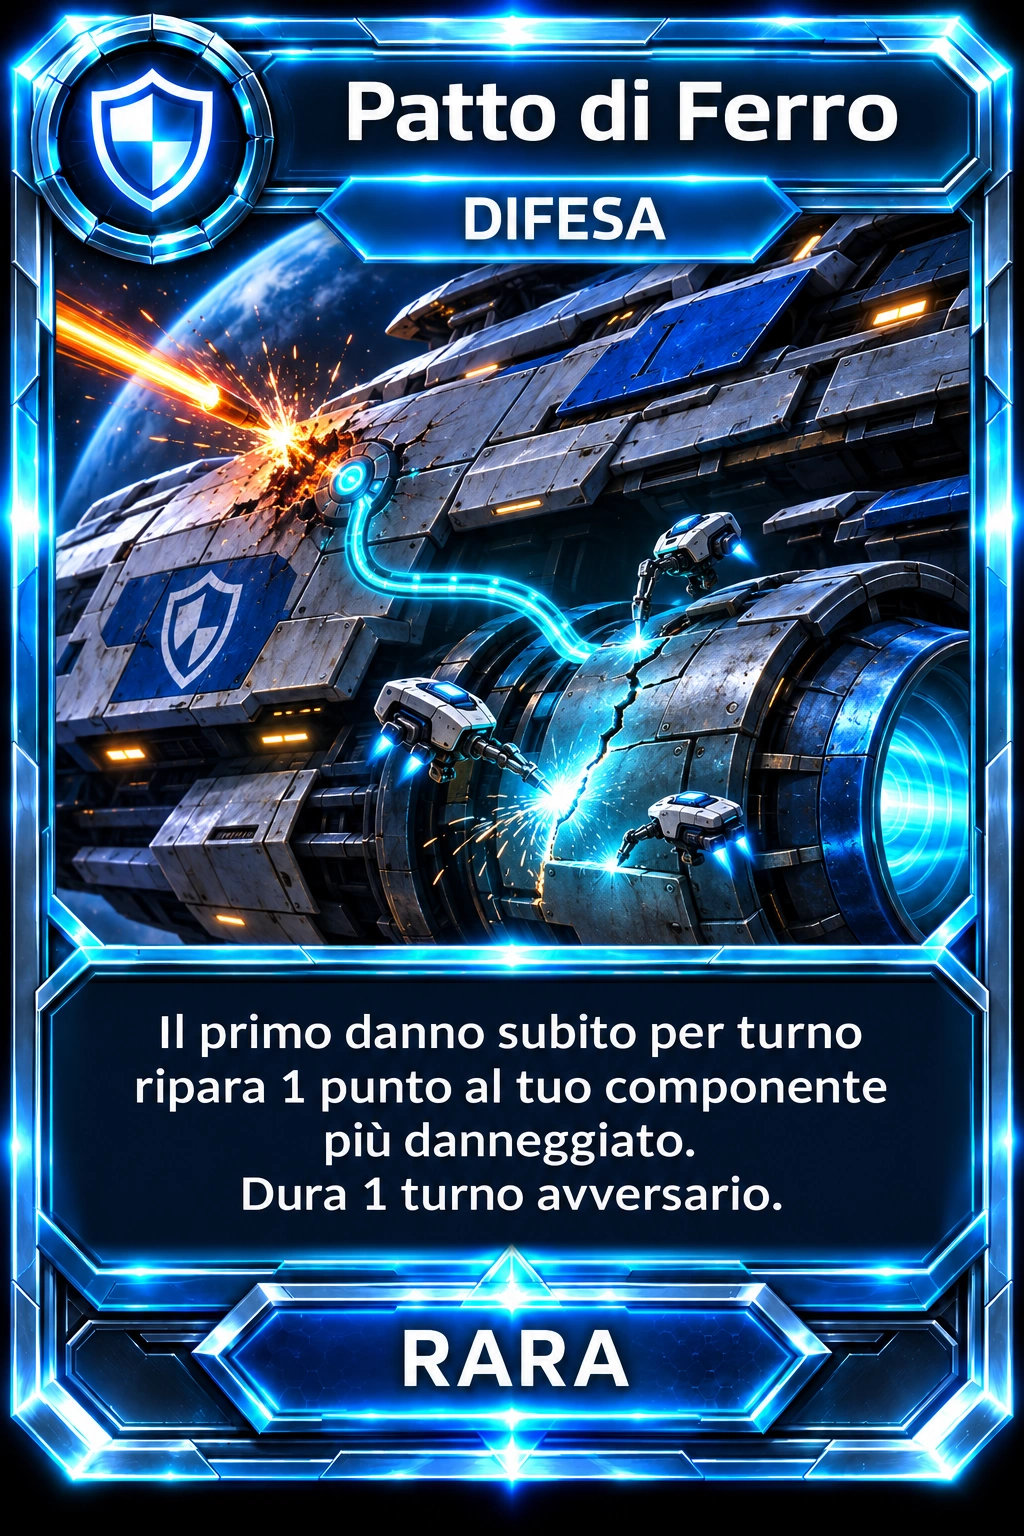 Patto di Ferro
DIFESA
Il primo danno subito per turno
ripara 1 punto al tuo componente
più danneggiato.
Dura 1 turno avversario.
RARA